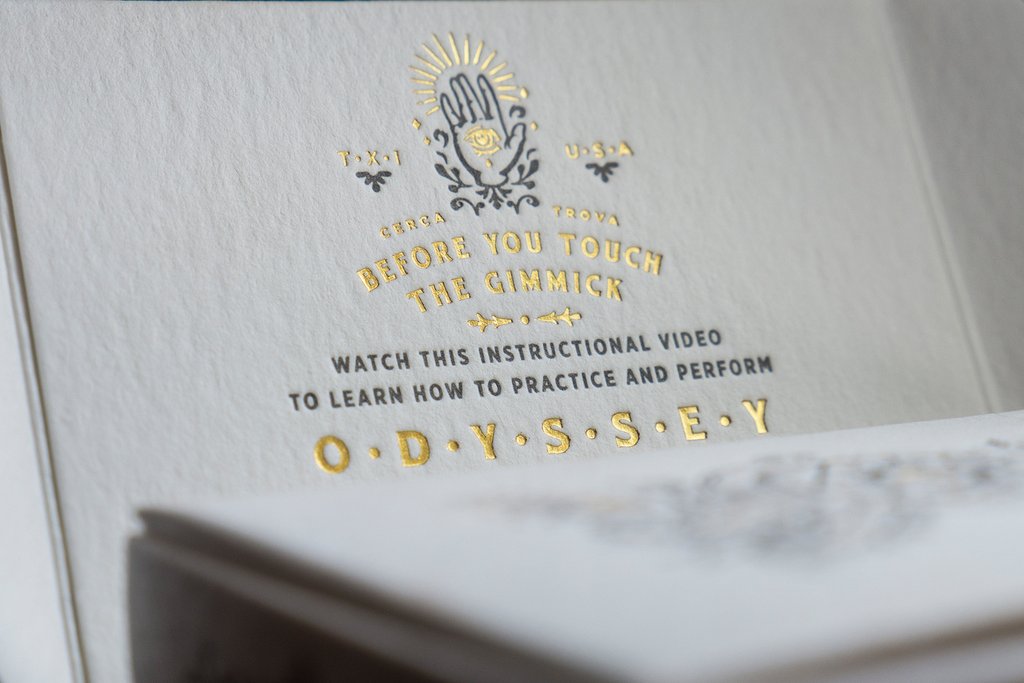 T·X·I U·S·A
CERCA TROVA
BEFORE YOU TOUCH
THE GIMMICK
WATCH THIS INSTRUCTIONAL VIDEO
TO LEARN HOW TO PRACTICE AND PERFORM
O·D·Y·S·S·E·Y